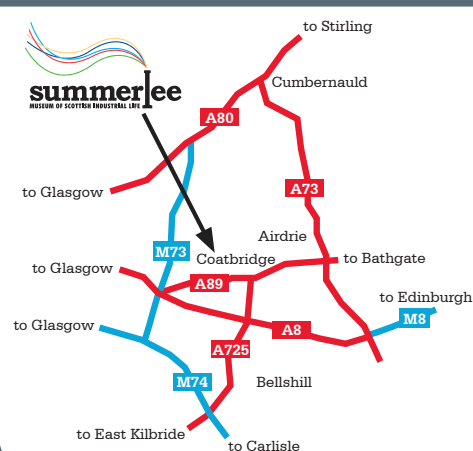 to Stirling
summerlee
MUSEUM OF SCOTTISH INDUSTRIAL LIFE
Cumbernauld
A80
to Glasgow
A73
Airdrie
M73
Coatbridge
to Bathgate
to Glasgow
A89
to Edinburgh
M8
to Glasgow
A8
A725
M74
Bellshill
to East Kilbride
to Carlisle